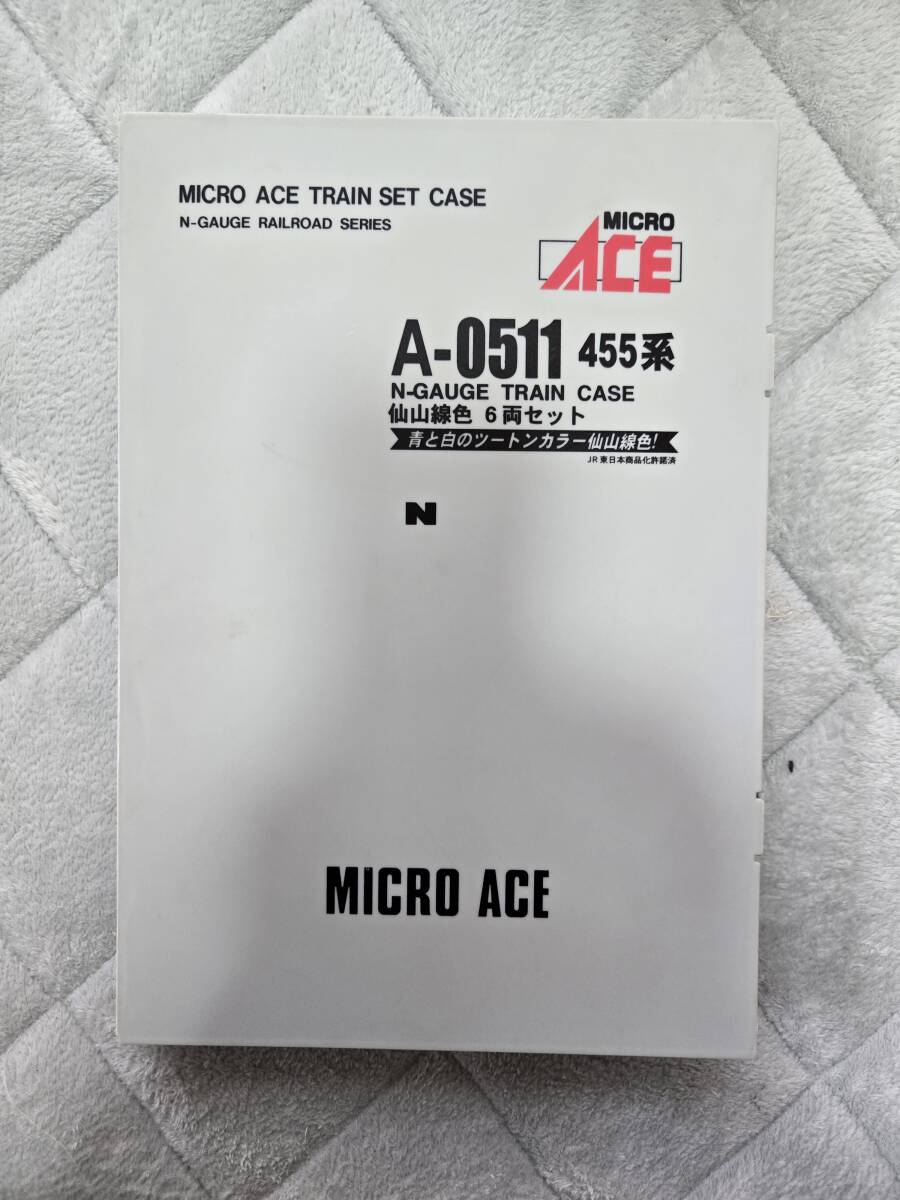 MICRO ACE TRAIN SET CASE
N-GAUGE RAILROAD SERIES
MICRO
ACE
A-0511 455系
N-GAUGE TRAIN CASE
仙山線色 6両セット
青と白のツートンカラー仙山線色!
JR東日本商品化許諾済
N
MICRO ACE